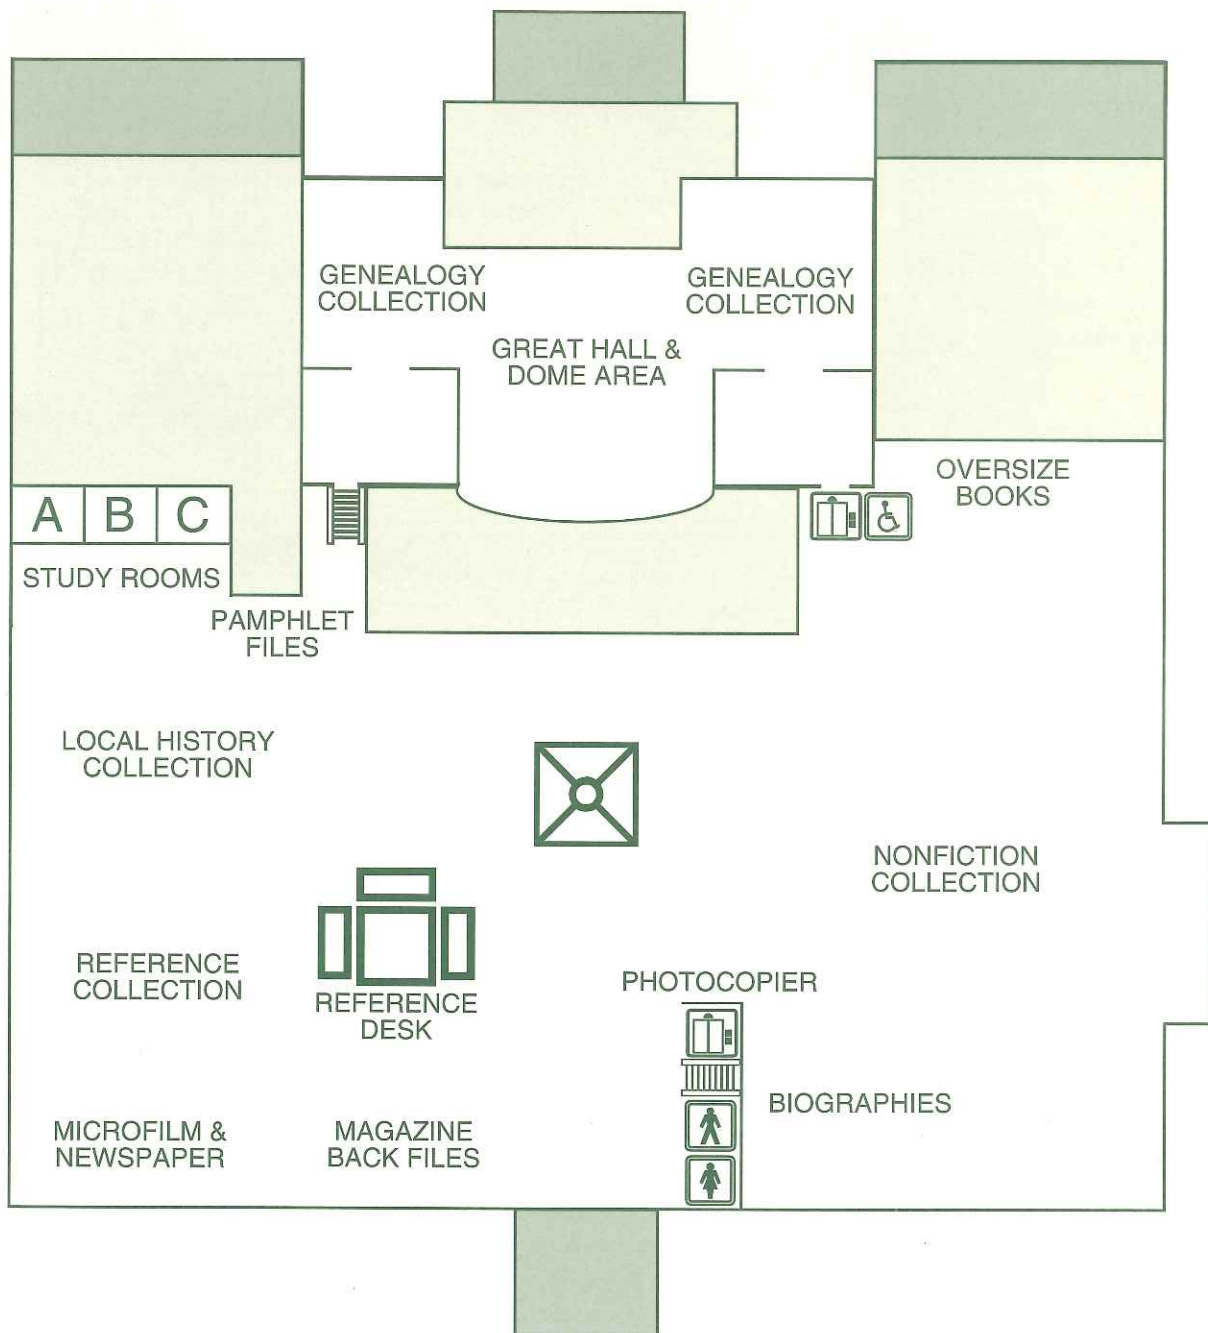 GENEALOGY
COLLECTION
GENEALOGY
COLLECTION
GREAT HALL &
DOME AREA
OVERSIZE
BOOKS
A B C
STUDY ROOMS
PAMPHLET
FILES
LOCAL HISTORY
COLLECTION
NONFICTION
COLLECTION
REFERENCE
COLLECTION
REFERENCE
DESK
PHOTOCOPIER
BIOGRAPHIES
MICROFILM &
NEWSPAPER
MAGAZINE
BACK FILES